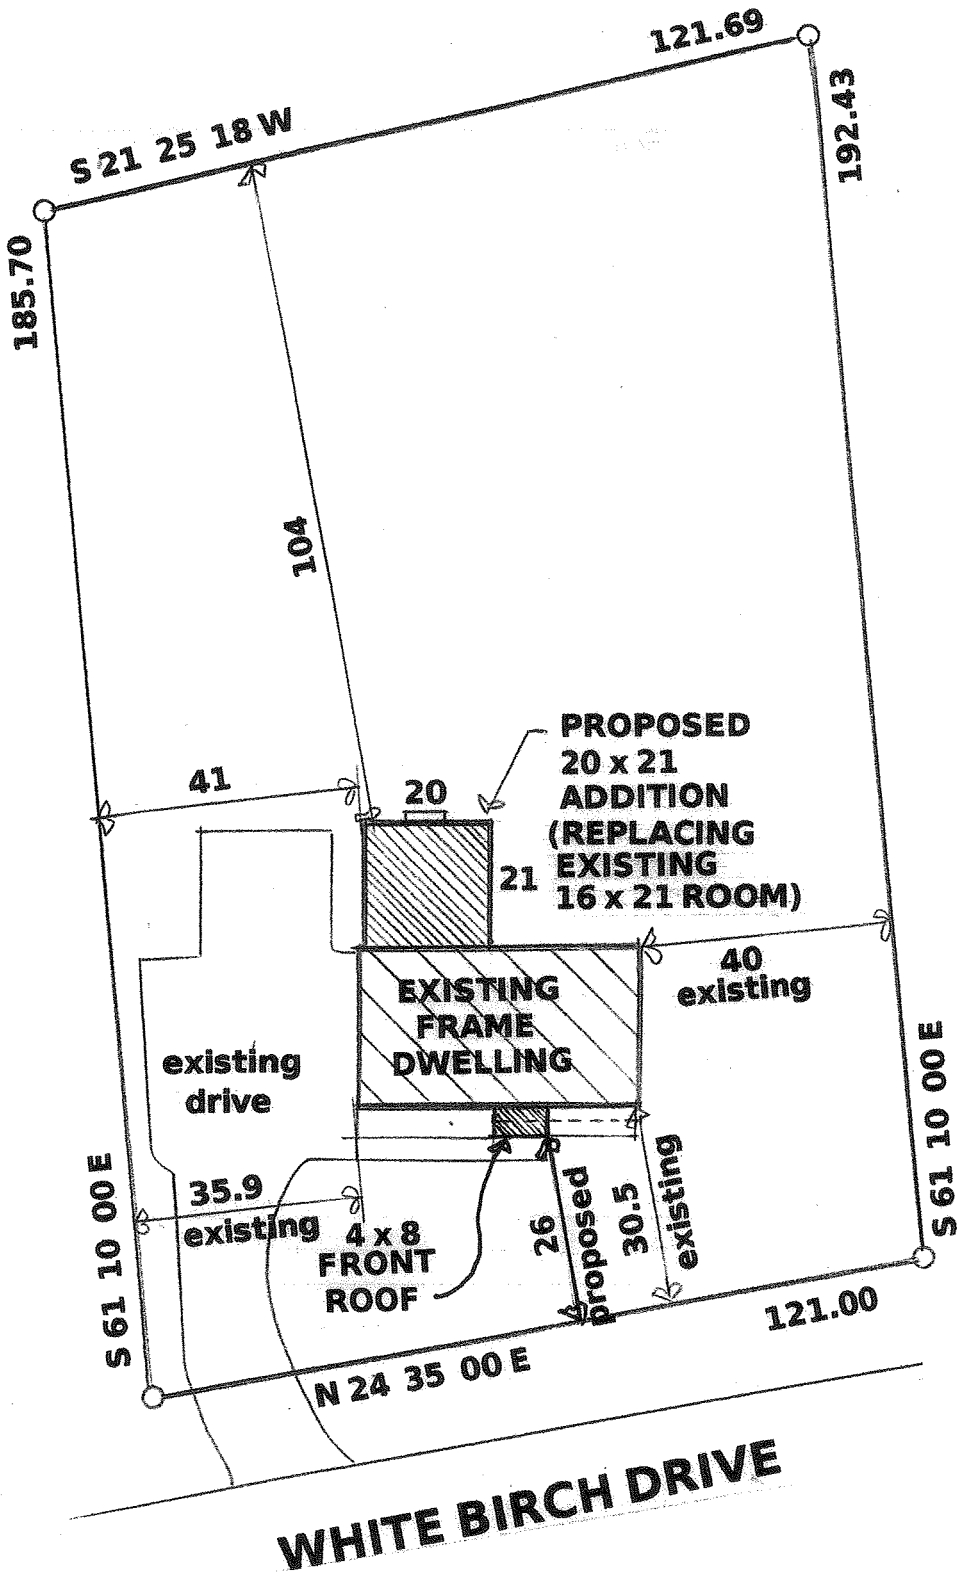 121.69
S 21 25 18 W
192.43
185.70
104
PROPOSED
20 x 21
ADDITION
(REPLACING
EXISTING
16 x 21 ROOM)
41
20
21
40
existing
EXISTING
FRAME
DWELLING
existing
drive
S 61 10 00 E
S 61 10 00 E
35.9
existing
4 x 8
FRONT
ROOF
26
proposed
30.5
existing
121.00
N 24 35 00 E
WHITE BIRCH DRIVE